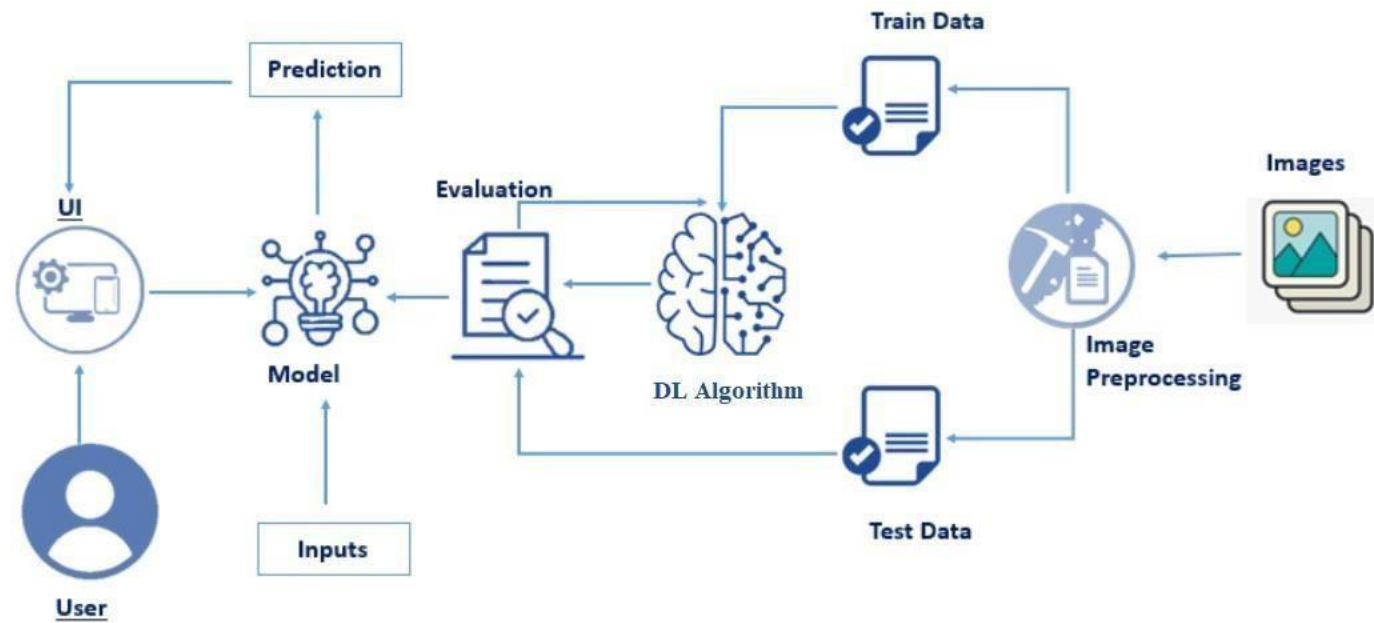 Train Data
Prediction
Images
Evaluation
UI
Image
Preprocessing
Model
DL Algorithm
Test Data
Inputs
User